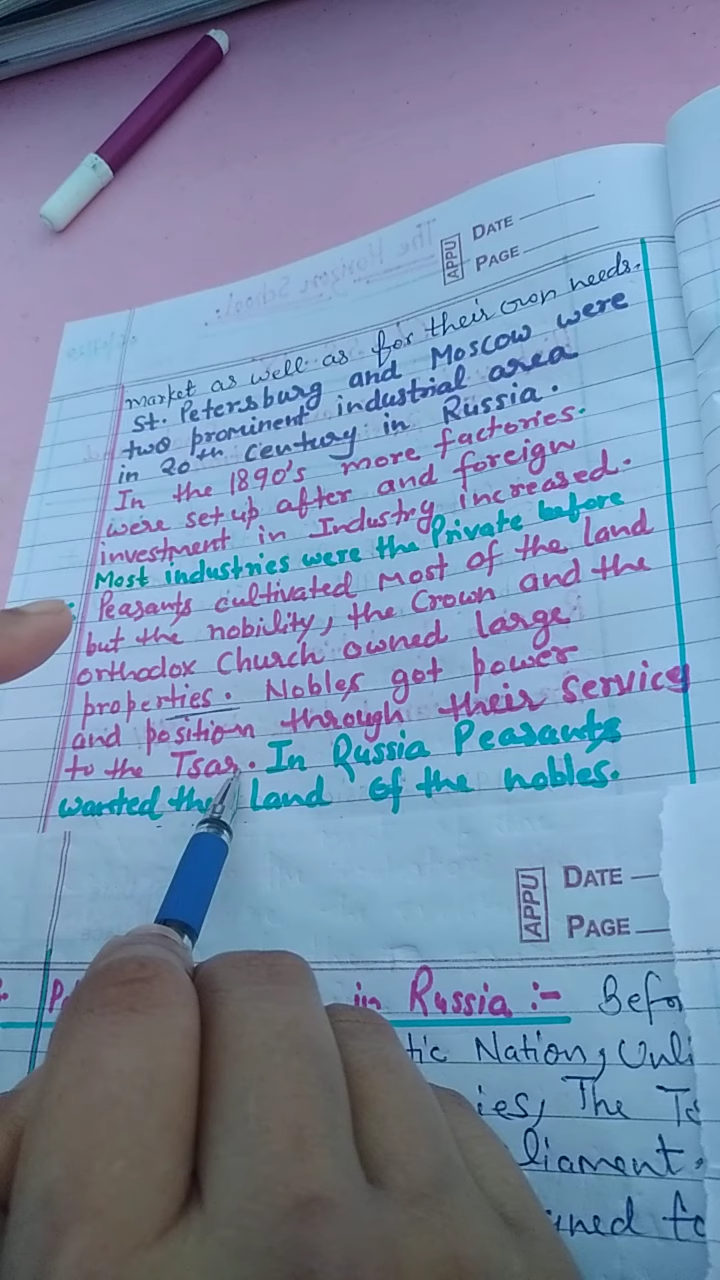 APPU DATE
PAGE
market as well as for their own needs.
St. Petersburg and Moscow were
two prominent industrial area
in 20th Century in Russia.
In the 1890's more factories.
were set up after and foreign
investment in Industry increased.
Most industries were the Private before
Peasants cultivated most of the land
but the nobility, the Crown and the
orthodox Church owned large
properties. Nobles got power
and position through their Services
to the Tsar. In Russia Peasants
wanted the Land of the nobles.
APPU DATE
PAGE
in Russia :- Befo
tic Nation, Unli
ies, The Ts
liament.